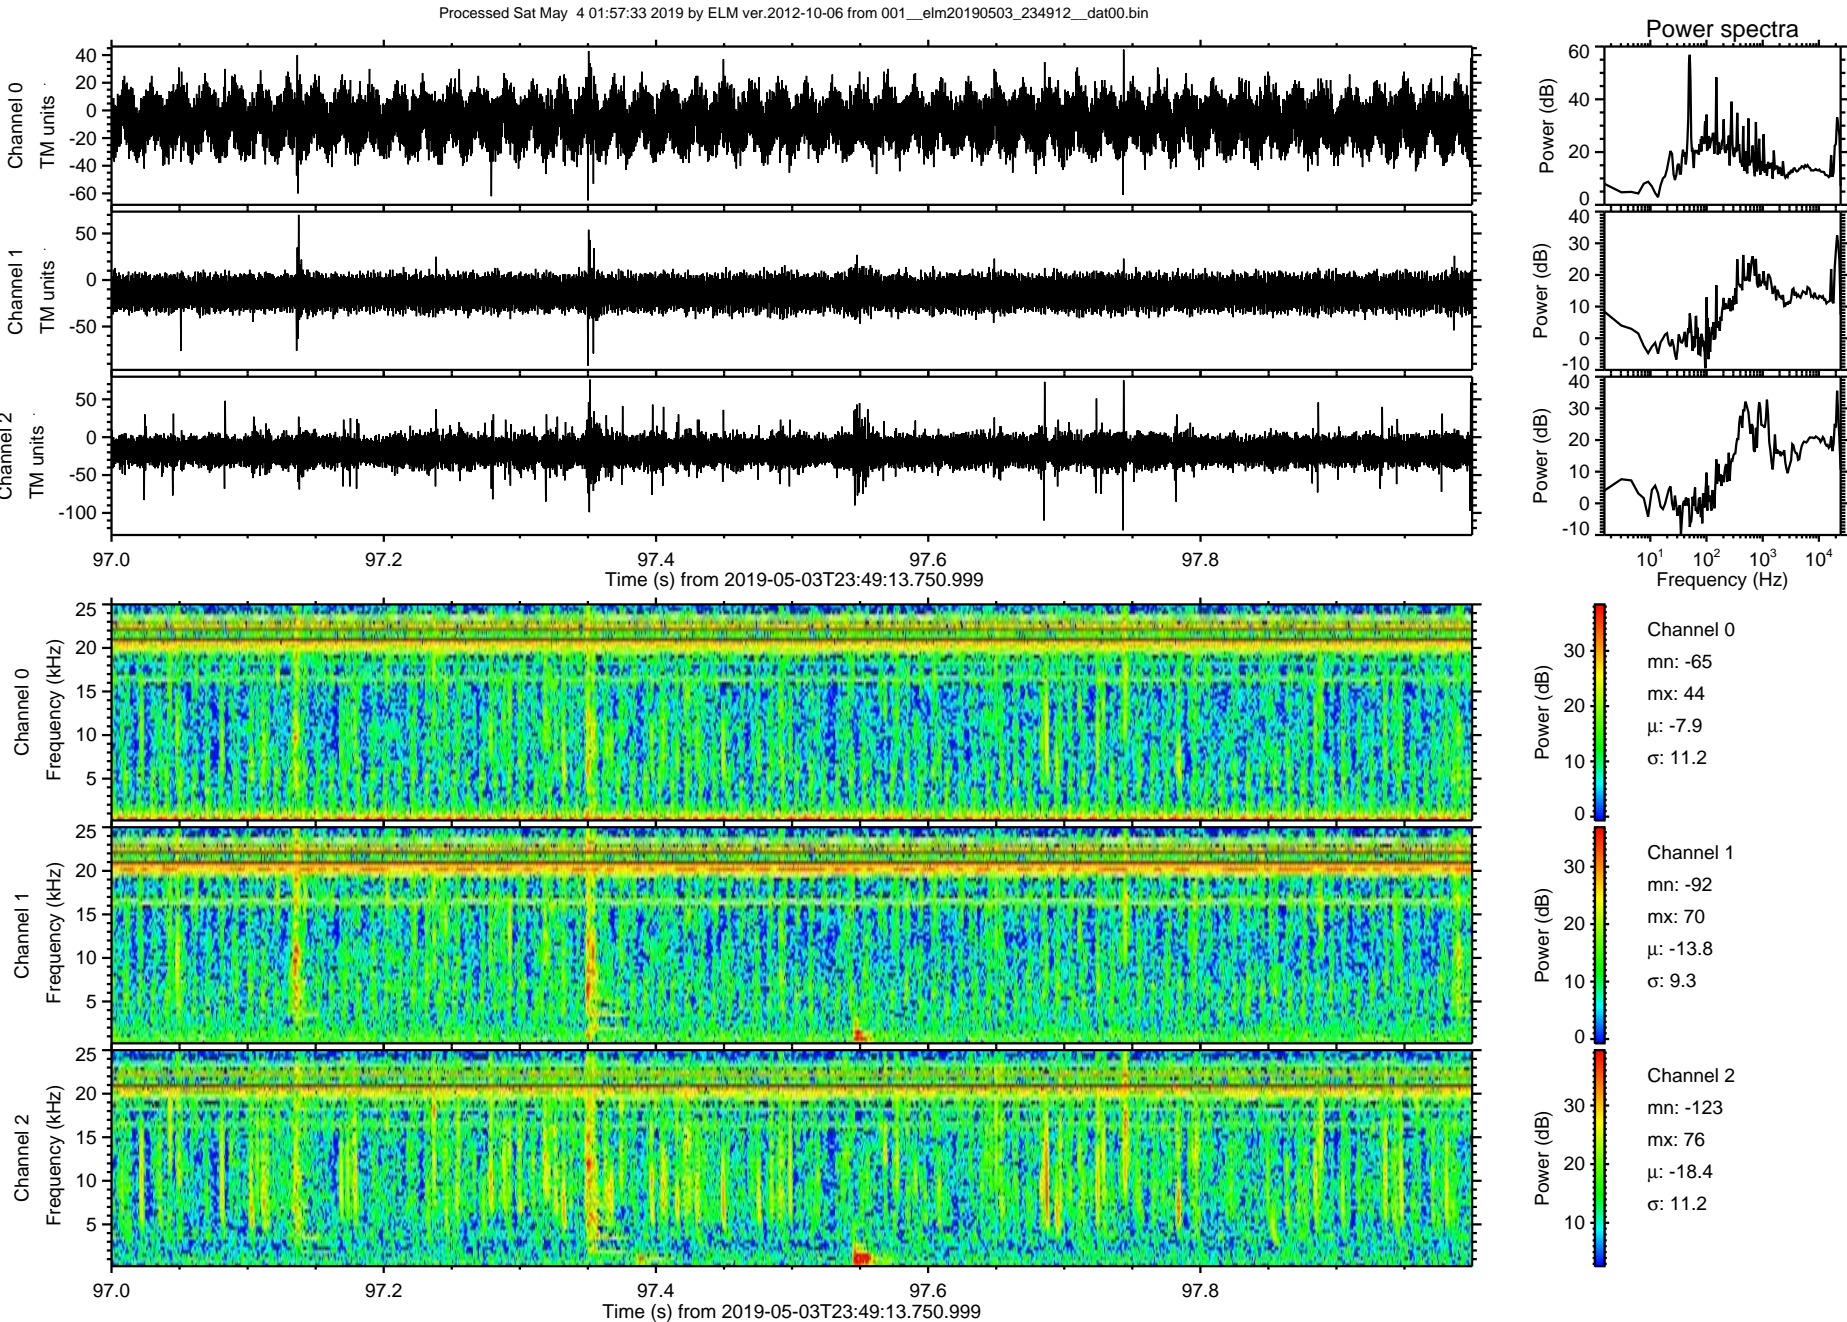 Processed Sat May  4 01:57:33 2019 by ELM ver.2012-10-06 from 001__elm20190503_234912__dat00.bin
Power spectra
Channel 0
TM units
40
20
0
-20
-40
-60
Power (dB)
60
40
20
0
Channel 1
TM units
50
0
-50
Power (dB)
40
30
20
10
0
-10
Channel 2
TM units
50
0
-50
-100
Power (dB)
40
30
20
10
0
-10
97.0 97.2 97.4 97.6 97.8
Time (s) from 2019-05-03T23:49:13.750.999
10^1 10^2 10^3 10^4
Frequency (Hz)
Channel 0
Frequency (kHz)
25
20
15
10
5
Power (dB)
30
20
10
0
Channel 0
mn: -65
mx: 44
μ: -7.9
σ: 11.2
Channel 1
Frequency (kHz)
25
20
15
10
5
Power (dB)
30
20
10
0
Channel 1
mn: -92
mx: 70
μ: -13.8
σ: 9.3
Channel 2
Frequency (kHz)
25
20
15
10
5
Power (dB)
30
20
10
Channel 2
mn: -123
mx: 76
μ: -18.4
σ: 11.2
97.0 97.2 97.4 97.6 97.8
Time (s) from 2019-05-03T23:49:13.750.999